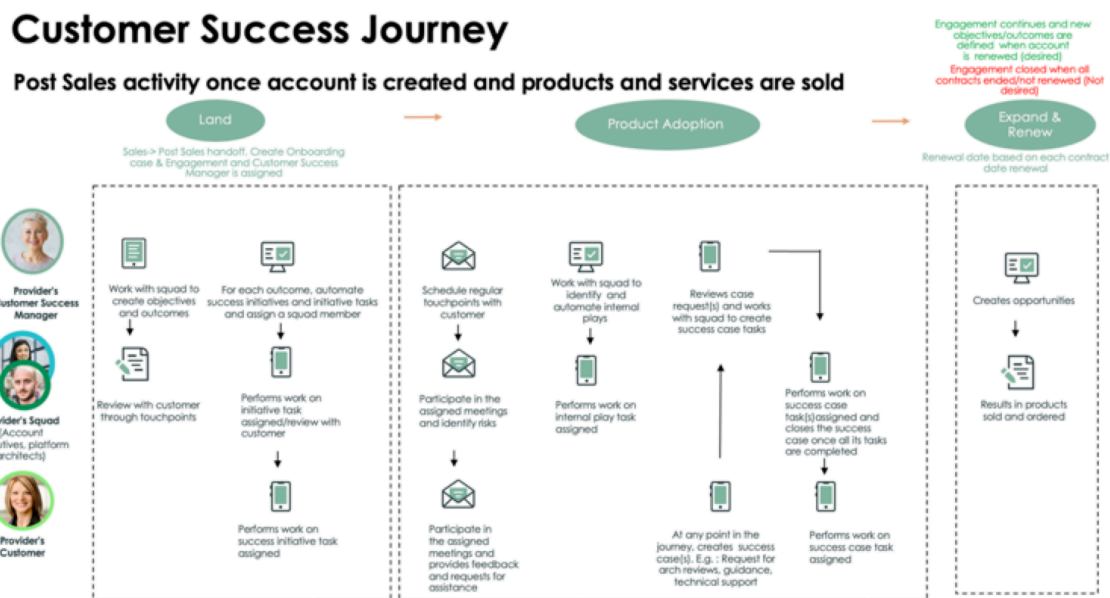 Customer Success Journey
Post Sales activity once account is created and products and services are sold
Engagement continues and new
objectives/outcomes are
defined when account
is renewed (desired)
Engagement closed when all
contracts ended/not renewed (Not
desired)
Land
Sales-> Post Sales handoff, Create Onboarding
case & Engagement and Customer Success
Manager is assigned
Product Adoption
Expand &
Renew
Renewal date based on each contract
date renewal
Provider's
ustomer Success
Manager
Work with squad to
create objectives
and outcomes
For each outcome, automate
success initiatives and initiative tasks
and assign a squad member
Schedule regular
touchpoints with
customer
Work with squad to
identify and
automate internal
plays
Reviews case
request(s) and works
with squad to create
success case tasks
Creates opportunities
vider's Squad
(Account
utives, platform
architects)
Review with customer
through touchpoints
Performs work on
initiative task
assigned/review with
customer
Participate in the
assigned meetings
and identify risks
Performs work on
internal play task
assigned
Performs work on
success case
task(s)assigned and
closes the success
case once all its tasks
are completed
Results in products
sold and ordered
Provider's
Customer
Performs work on
success initiative task
assigned
Participate in
the assigned
meetings and
provides feedback
and requests for
assistance
At any point in the
journey, creates success
case(s). E.g. : Request for
arch reviews, guidance,
technical support
Performs work on
success case task
assigned